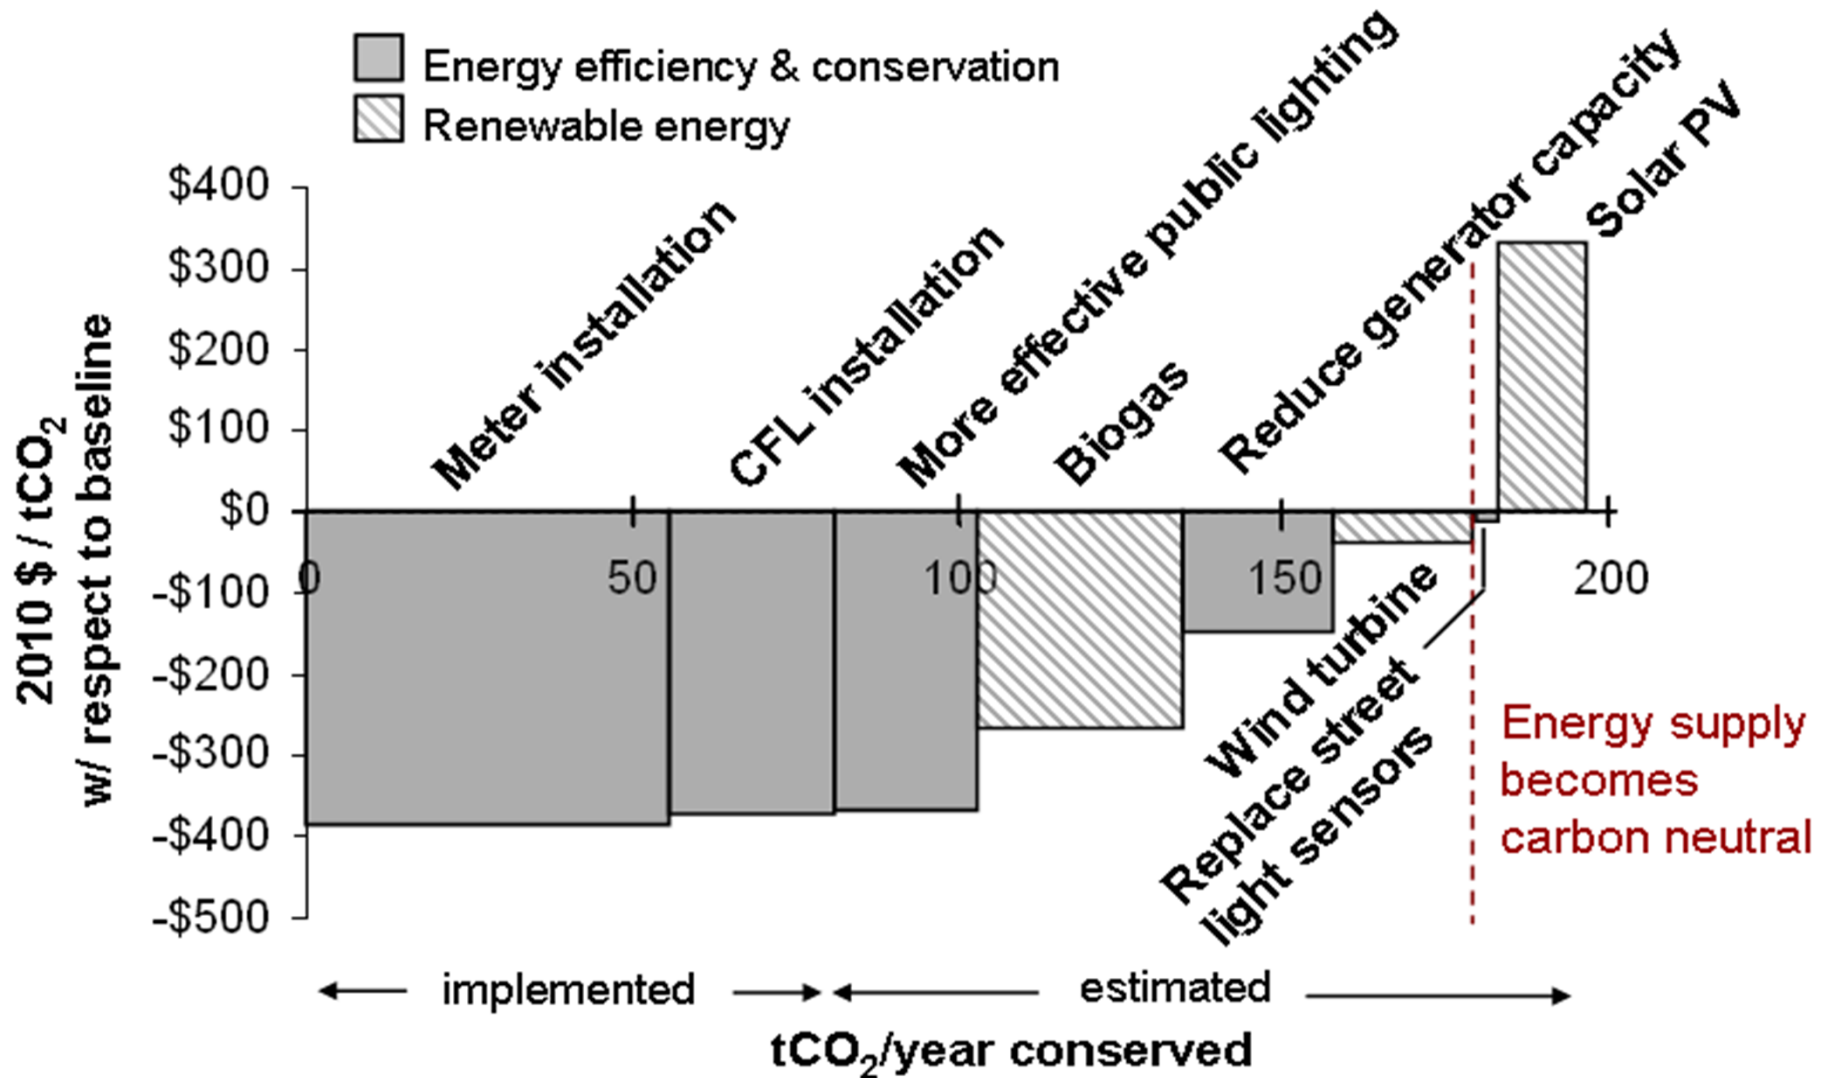 Energy efficiency & conservation
Renewable energy
$400
$300
$200
$100
$0
-$100
-$200
-$300
-$400
-$500
2010 $ / tCO₂
w/ respect to baseline
Meter installation
CFL installation
More effective public lighting
Biogas
Reduce generator capacity
Solar PV
0
50
100
150
200
Wind turbine
Replace street
light sensors
Energy supply
becomes
carbon neutral
implemented
estimated
tCO₂/year conserved